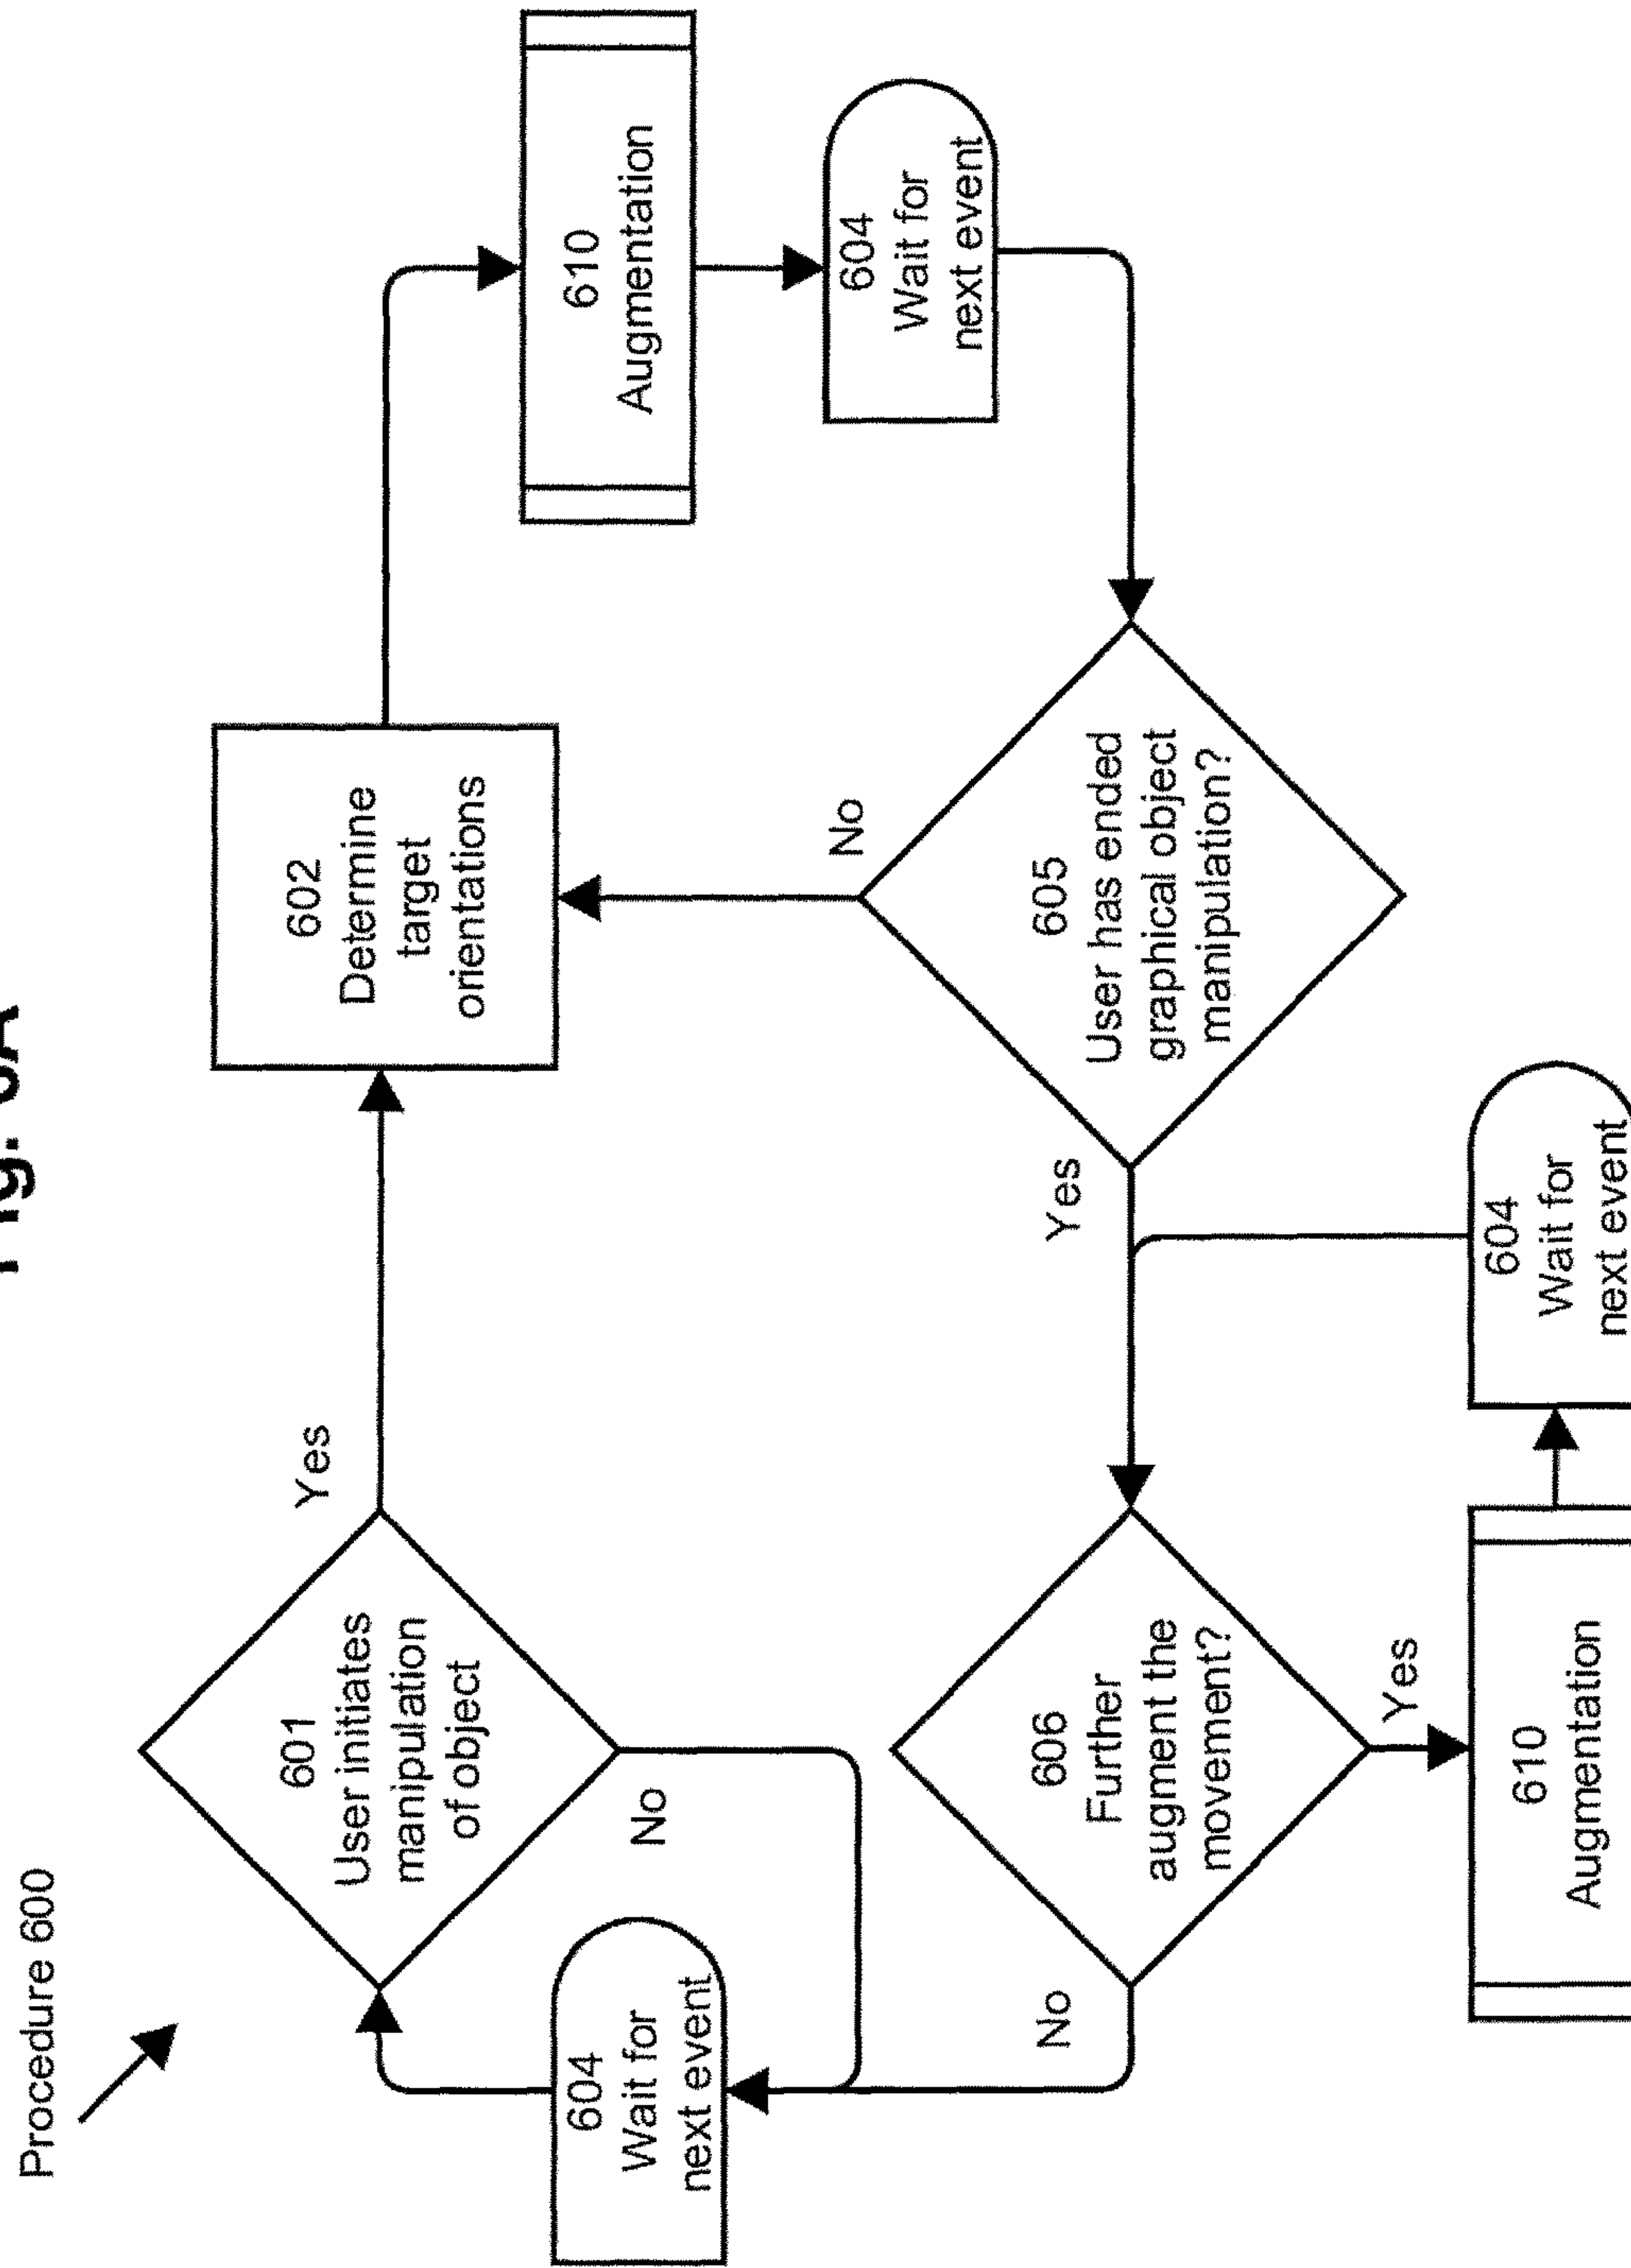 Procedure 600
Fig.
601
User initiates
manipulation
of object
Yes
No
602
Determine
target
orientations
604
Wait for
next event
610
Augmentation
604
Wait for
next event
No
605
User has ended
graphical object
manipulation?
Yes
606
Further
augment the
movement?
No
Yes
610
Augmentation
604
Wait for
next event